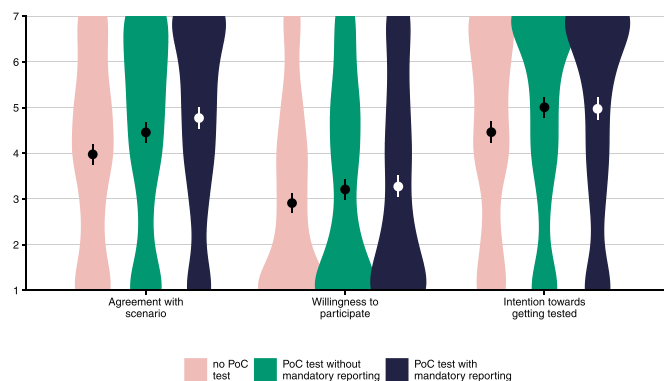 7
6
5
4
3
2
1
Agreement with
scenario
Willingness to
participate
Intention towards
getting tested
no PoC
test
PoC test without
mandatory reporting
PoC test with
mandatory reporting